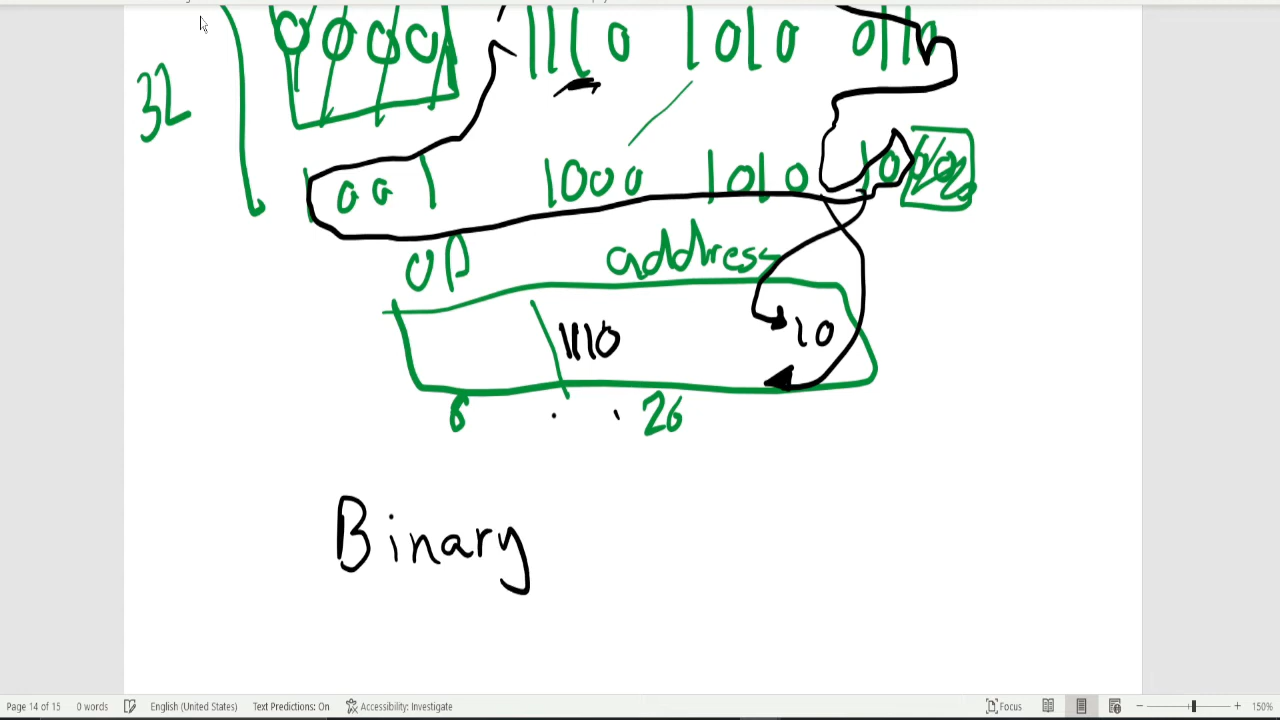 0000 1110 1010 0110
32
1001 1000 1010 10
OP address
1110 10
6 26
Binary
Page 14 of 15 0 words English (United States) Text Predictions: On Accessibility: Investigate Focus 150%